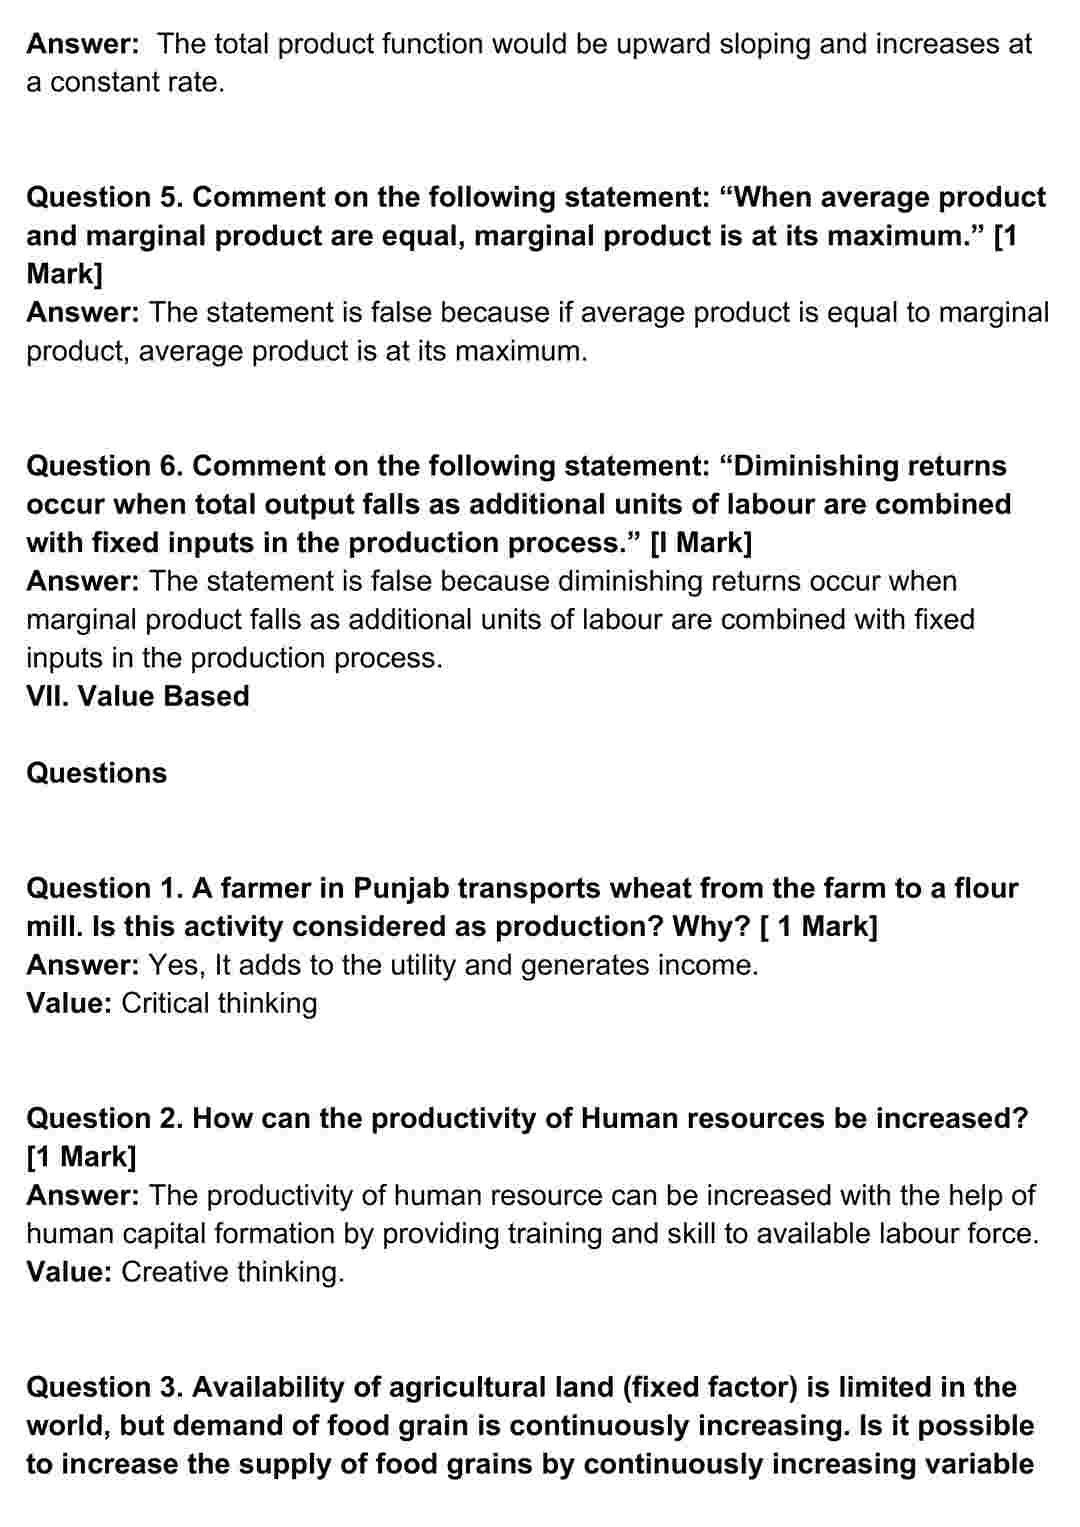 Answer:  The total product function would be upward sloping and increases at
a constant rate.
Question 5. Comment on the following statement: “When average product
and marginal product are equal, marginal product is at its maximum.” [1
Mark]
Answer: The statement is false because if average product is equal to marginal
product, average product is at its maximum.
Question 6. Comment on the following statement: “Diminishing returns
occur when total output falls as additional units of labour are combined
with fixed inputs in the production process.” [I Mark]
Answer: The statement is false because diminishing returns occur when
marginal product falls as additional units of labour are combined with fixed
inputs in the production process.
VII. Value Based
Questions
Question 1. A farmer in Punjab transports wheat from the farm to a flour
mill. Is this activity considered as production? Why? [ 1 Mark]
Answer: Yes, It adds to the utility and generates income.
Value: Critical thinking
Question 2. How can the productivity of Human resources be increased?
[1 Mark]
Answer: The productivity of human resource can be increased with the help of
human capital formation by providing training and skill to available labour force.
Value: Creative thinking.
Question 3. Availability of agricultural land (fixed factor) is limited in the
world, but demand of food grain is continuously increasing. Is it possible
to increase the supply of food grains by continuously increasing variable